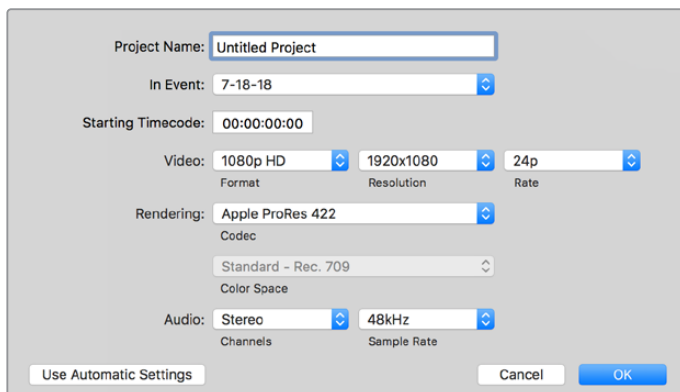 Project Name: Untitled Project
In Event: 7-18-18
Starting Timecode: 00:00:00:00
Video: 1080p HD 1920x1080 24p
Format Resolution Rate
Rendering: Apple ProRes 422
Codec
Standard - Rec. 709
Color Space
Audio: Stereo 48kHz
Channels Sample Rate
Use Automatic Settings Cancel OK